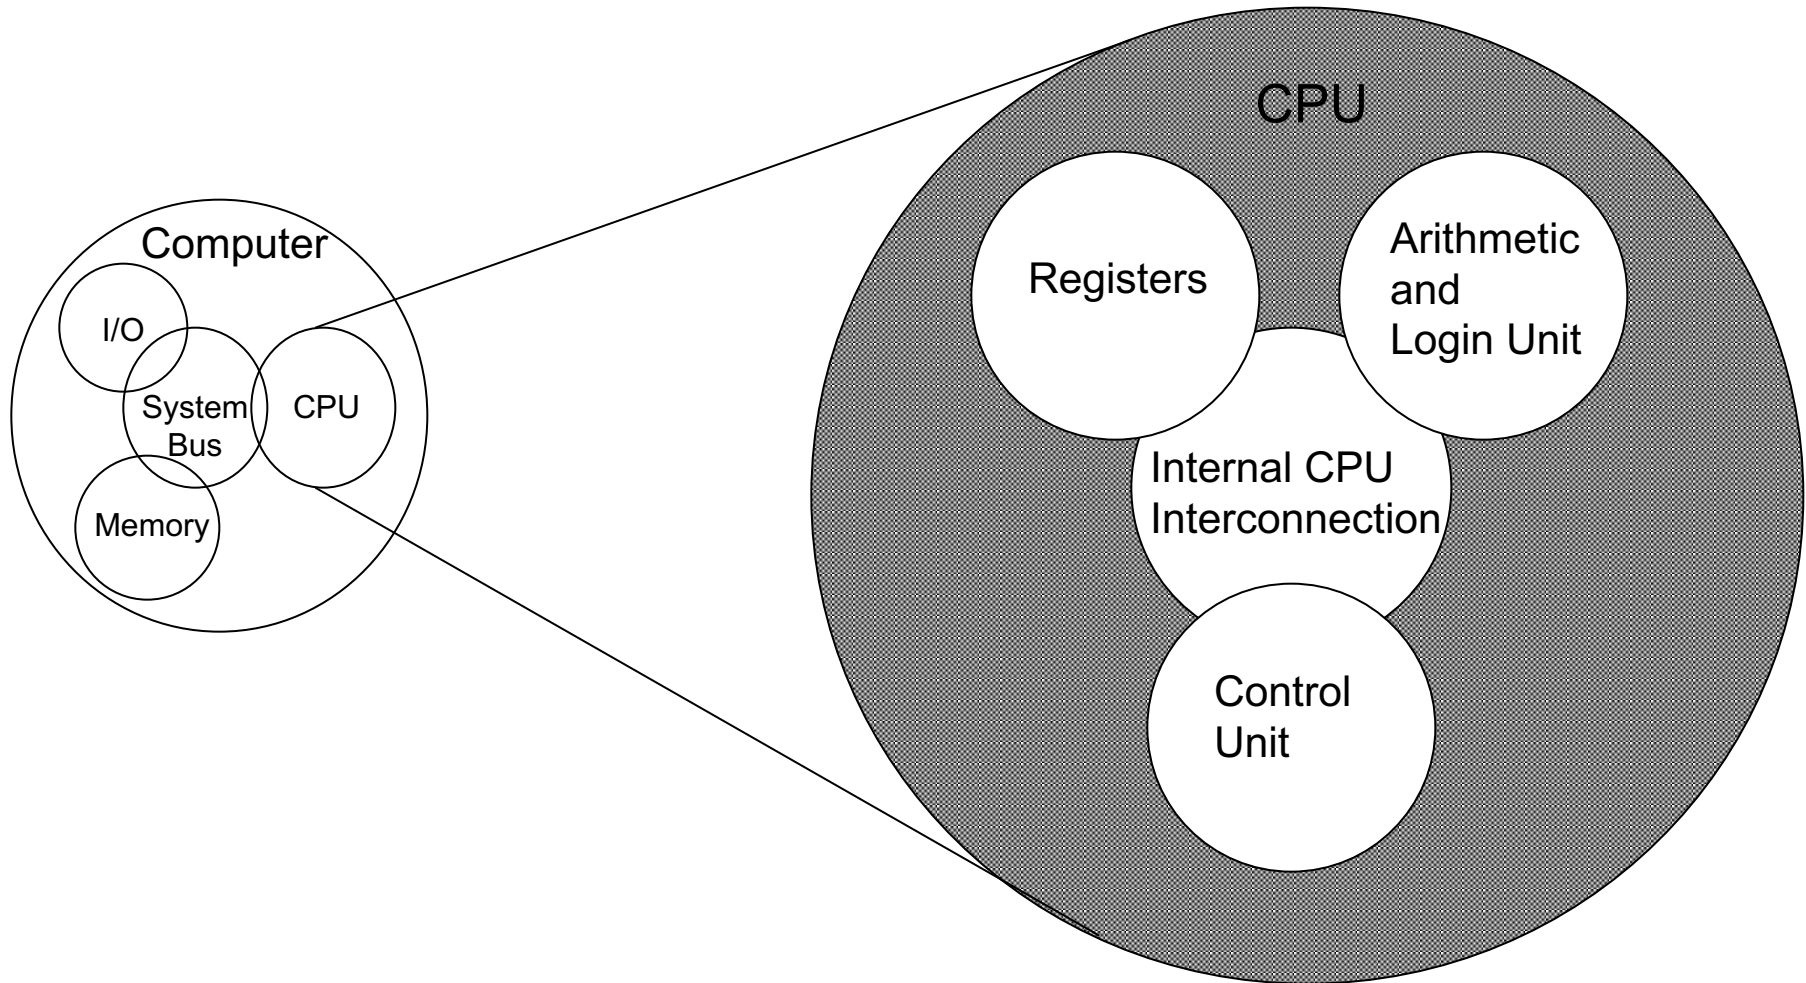 Computer
I/O
System
Bus
CPU
Memory
CPU
Registers
Arithmetic
and
Login Unit
Internal CPU
Interconnection
Control
Unit